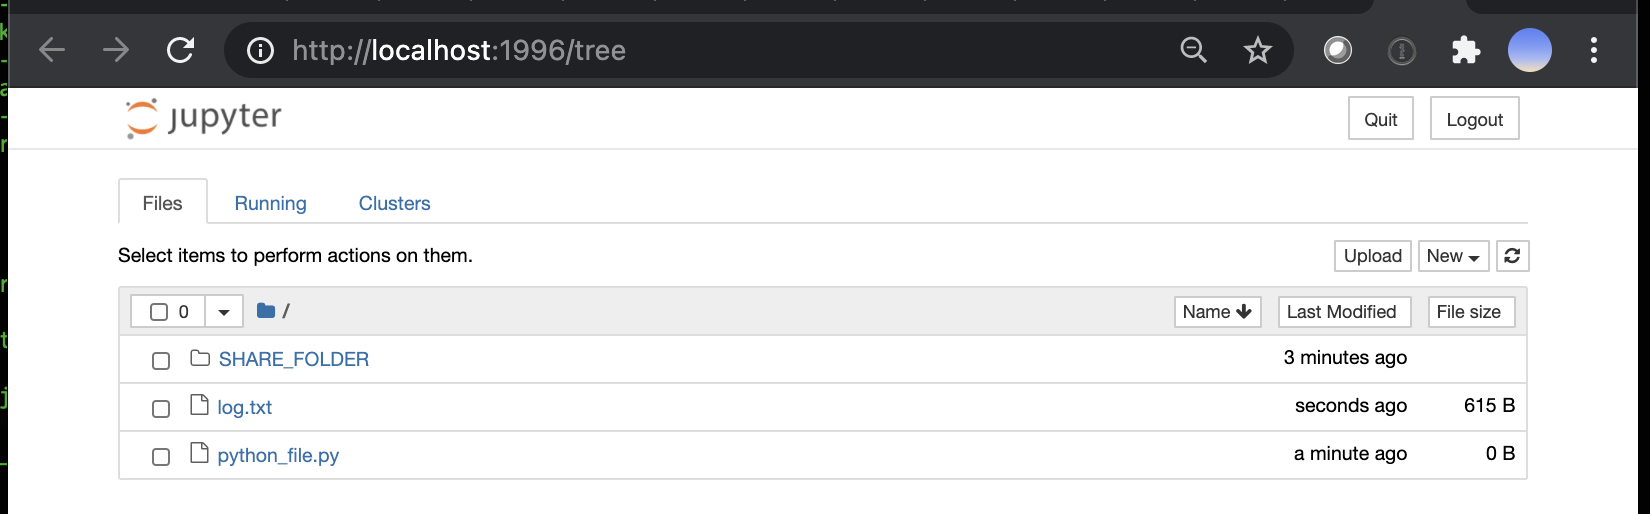 http://localhost:1996/tree
jupyter
Quit Logout
Files Running Clusters
Select items to perform actions on them.
Upload New
0 / Name Last Modified File size
SHARE_FOLDER 3 minutes ago
log.txt seconds ago 615 B
python_file.py a minute ago 0 B